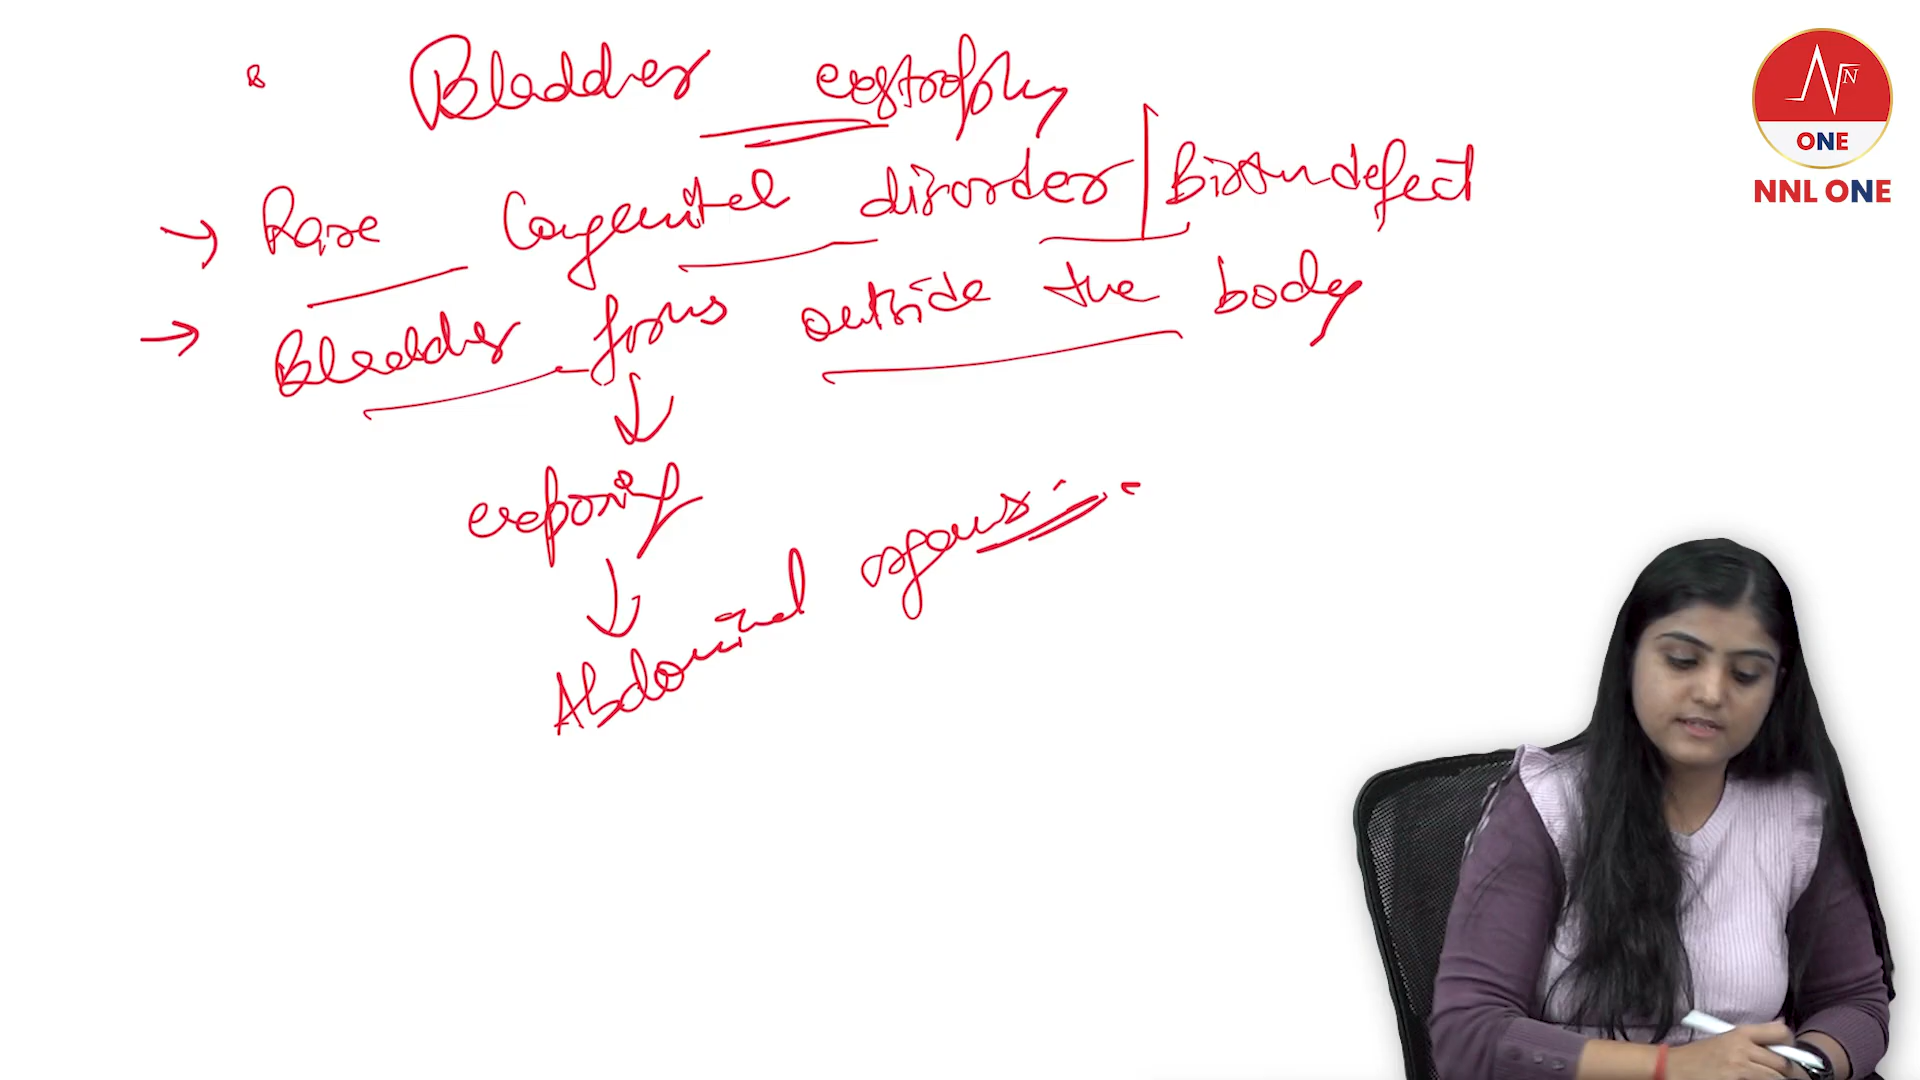 B
Bladder exstrophy
→ Rare Congenital disorder | Birth defect
→ Bladder forms outside the body
↓
exposing
↓
Abdominal organs
N
ONE
NNL ONE